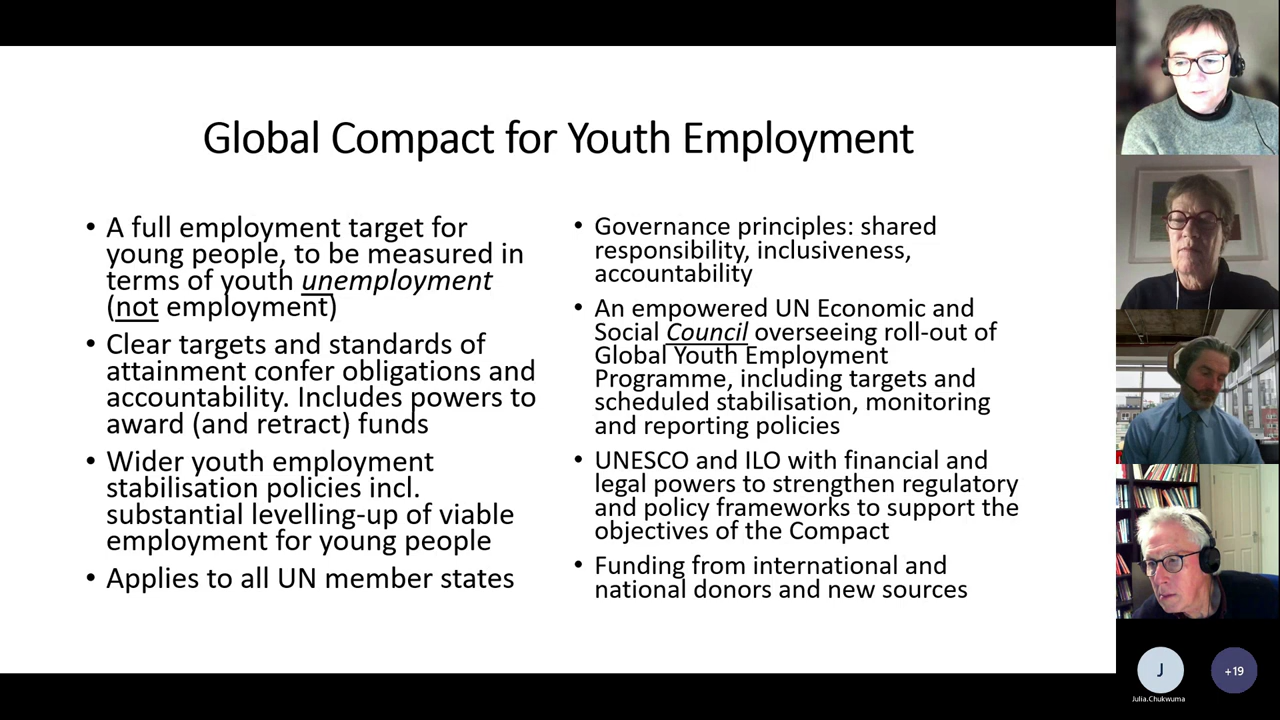 Global Compact for Youth Employment
• A full employment target for
young people, to be measured in
terms of youth unemployment
(not employment)
• Clear targets and standards of
attainment confer obligations and
accountability. Includes powers to
award (and retract) funds
• Wider youth employment
stabilisation policies incl.
substantial levelling-up of viable
employment for young people
• Applies to all UN member states
• Governance principles: shared
responsibility, inclusiveness,
accountability
• An empowered UN Economic and
Social Council overseeing roll-out of
Global Youth Employment
Programme, including targets and
scheduled stabilisation, monitoring
and reporting policies
• UNESCO and ILO with financial and
legal powers to strengthen regulatory
and policy frameworks to support the
objectives of the Compact
• Funding from international and
national donors and new sources
J
Julia.Chukwuma
+19